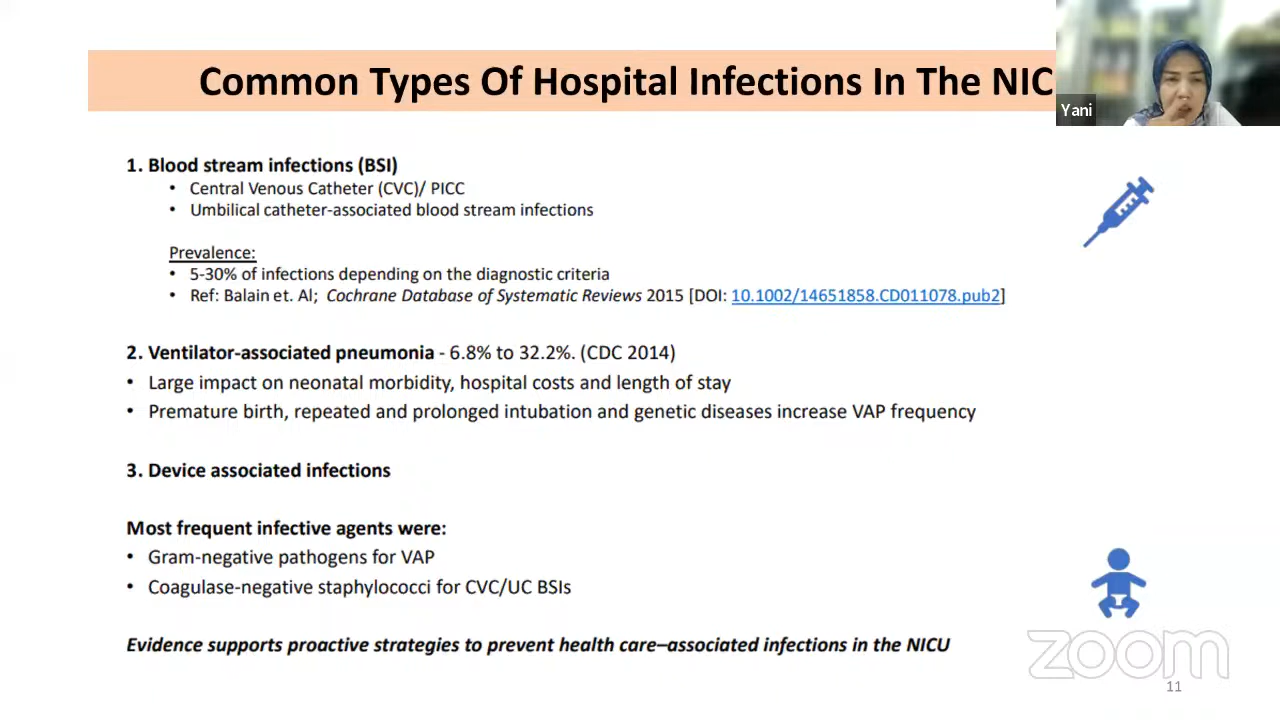 Common Types Of Hospital Infections In The NIC
Yani
1. Blood stream infections (BSI)
• Central Venous Catheter (CVC)/ PICC
• Umbilical catheter-associated blood stream infections
Prevalence:
• 5-30% of infections depending on the diagnostic criteria
• Ref: Balain et. Al; Cochrane Database of Systematic Reviews 2015 [DOI: 10.1002/14651858.CD011078.pub2]
2. Ventilator-associated pneumonia - 6.8% to 32.2%. (CDC 2014)
• Large impact on neonatal morbidity, hospital costs and length of stay
• Premature birth, repeated and prolonged intubation and genetic diseases increase VAP frequency
3. Device associated infections
Most frequent infective agents were:
• Gram-negative pathogens for VAP
• Coagulase-negative staphylococci for CVC/UC BSIs
Evidence supports proactive strategies to prevent health care–associated infections in the NICU
zoom
11